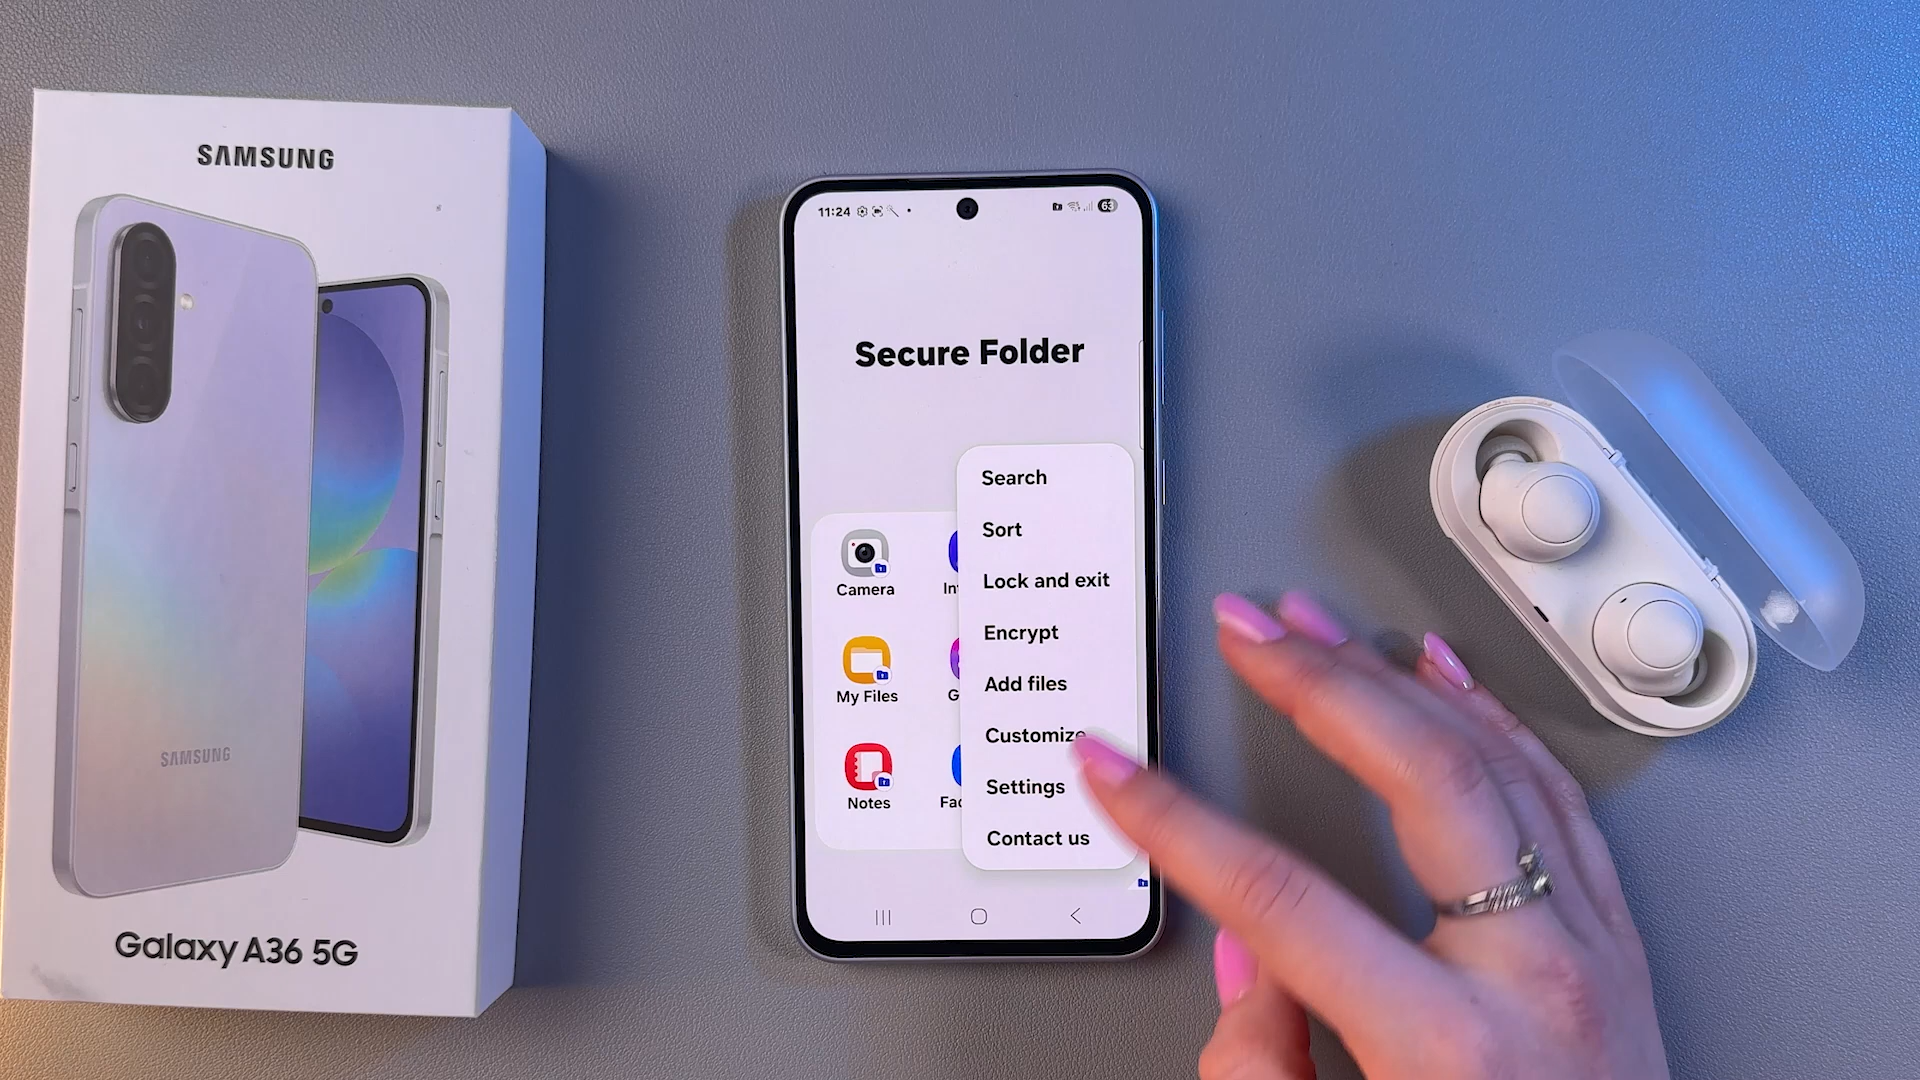 SAMSUNG
SAMSUNG
Galaxy A36 5G
11:24
63
Secure Folder
Search
Sort
Lock and exit
Encrypt
Add files
Customize
Settings
Contact us
Camera
My Files
Notes